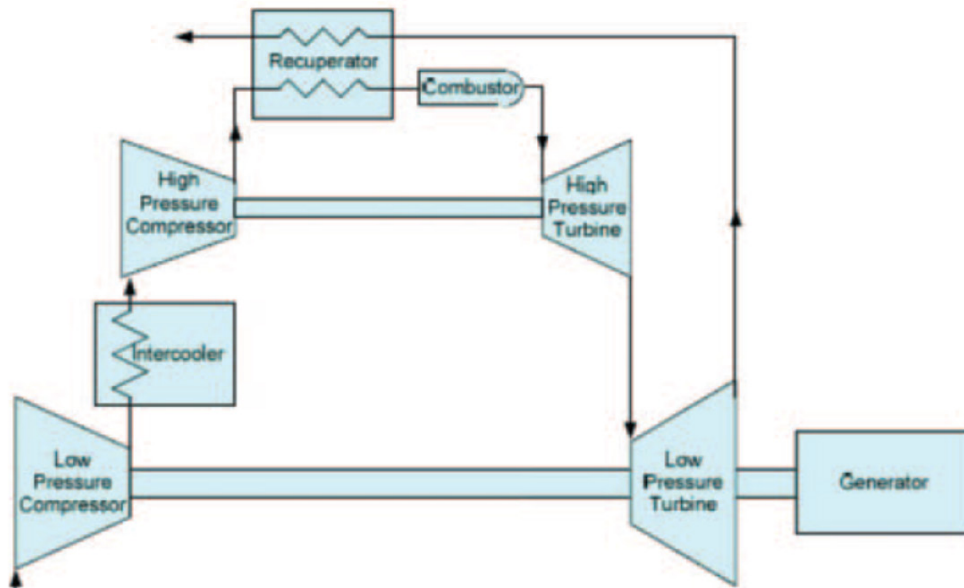 Recuperator
Combustor
High
Pressure
Compressor
High
Pressure
Turbine
Intercooler
Low
Pressure
Compressor
Low
Pressure
Turbine
Generator